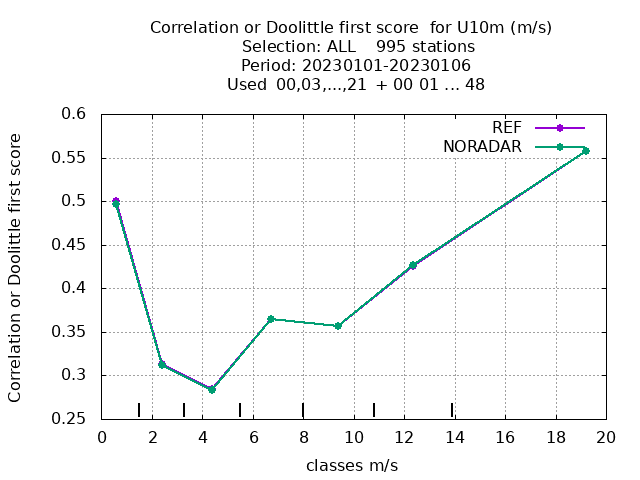 Correlation or Doolittle first score  for U10m (m/s)
Selection: ALL    995 stations
Period: 20230101-20230106
Used  00,03,...,21  + 00 01 ... 48
REF
NORADAR
Correlation or Doolittle first score
0.6
0.55
0.5
0.45
0.4
0.35
0.3
0.25
0 2 4 6 8 10 12 14 16 18 20
classes m/s